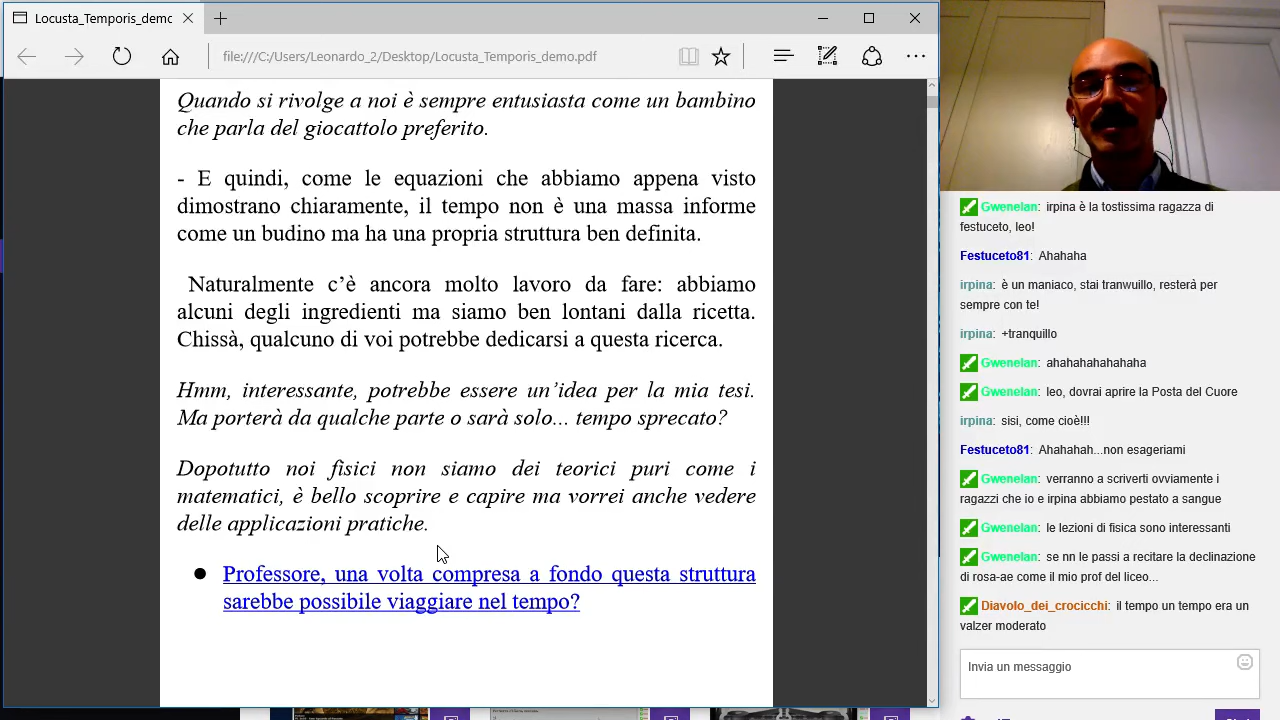 Locusta_Temporis_demo
file:///C:/Users/Leonardo_2/Desktop/Locusta_Temporis_demo.pdf
Quando si rivolge a noi è sempre entusiasta come un bambino
che parla del giocattolo preferito.
- E quindi, come le equazioni che abbiamo appena visto
dimostrano chiaramente, il tempo non è una massa informe
come un budino ma ha una propria struttura ben definita.
Naturalmente c’è ancora molto lavoro da fare: abbiamo
alcuni degli ingredienti ma siamo ben lontani dalla ricetta.
Chissà, qualcuno di voi potrebbe dedicarsi a questa ricerca.
Hmm, interessante, potrebbe essere un’idea per la mia tesi.
Ma porterà da qualche parte o sarà solo... tempo sprecato?
Dopotutto noi fisici non siamo dei teorici puri come i
matematici, è bello scoprire e capire ma vorrei anche vedere
delle applicazioni pratiche.
● Professore, una volta compresa a fondo questa struttura
sarebbe possibile viaggiare nel tempo?
Gwenelan: irpina è la tostissima ragazza di
festuceto, leo!
Festuceto81: Ahahaha
irpina: è un maniaco, stai tranwuillo, resterà per
sempre con te!
irpina: +tranquillo
Gwenelan: ahahahahahahaha
Gwenelan: leo, dovrai aprire la Posta del Cuore
irpina: sisi, come cioè!!!
Festuceto81: Ahahahah...non esageriami
Gwenelan: verranno a scriverti ovviamente i
ragazzi che io e irpina abbiamo pestato a sangue
Gwenelan: le lezioni di fisica sono interessanti
Gwenelan: se nn le passi a recitare la declinazione
di rosa-ae come il mio prof del liceo...
Diavolo_dei_crocicchi: il tempo un tempo era un
valzer moderato
Invia un messaggio